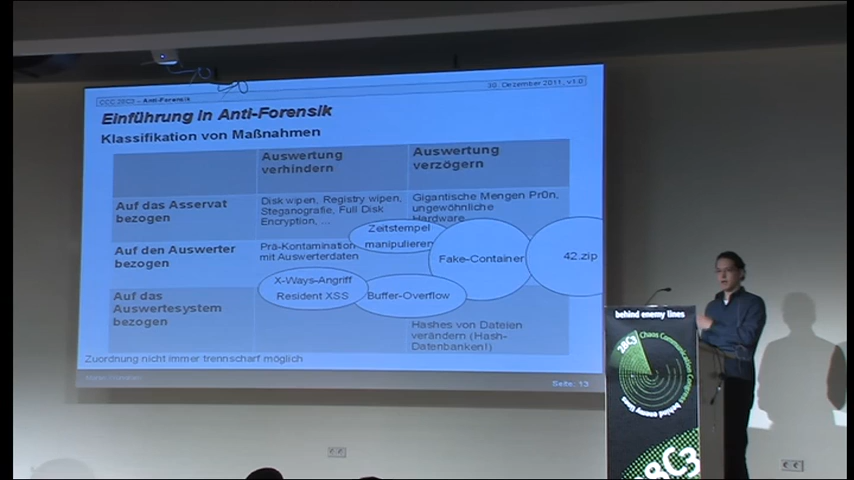 CCC 28C3 - Anti-Forensik
30. Dezember 2011, v1.0
Einführung in Anti-Forensik
Klassifikation von Maßnahmen
Auswertung verhindern
Auswertung verzögern
Auf das Asservat bezogen
Disk wipen, Registry wipen,
Steganografie, Full Disk
Encryption, ...
Gigantische Mengen Pr0n,
ungewöhnliche
Hardware
Zeitstempel
manipulieren
Auf den Auswerter bezogen
Prä-Kontamination
mit Auswerterdaten
Fake-Container
42.zip
X-Ways-Angriff
Resident XSS
Buffer-Overflow
Auf das
Auswertesystem
bezogen
Hashes von Dateien
verändern (Hash-
Datenbanken!)
Zuordnung nicht immer trennscharf möglich
Seite: 13
behind enemy lines
28C3
Chaos Communication Congress
behind enemy lines
28C3